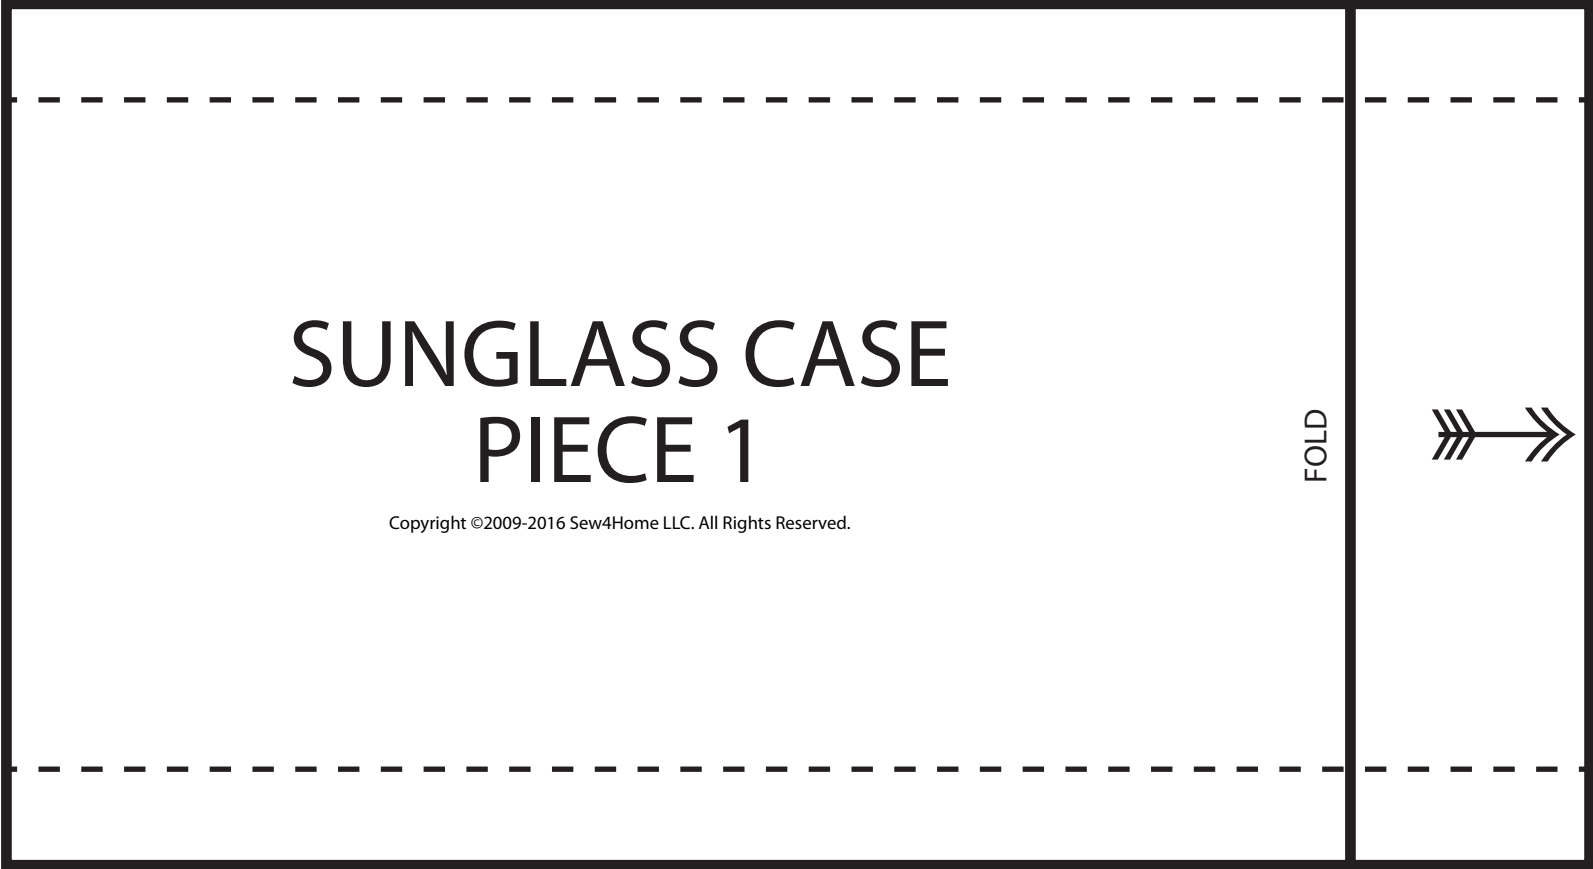 SUNGLASS CASE
PIECE 1
Copyright ©2009-2016 Sew4Home LLC. All Rights Reserved.
FOLD